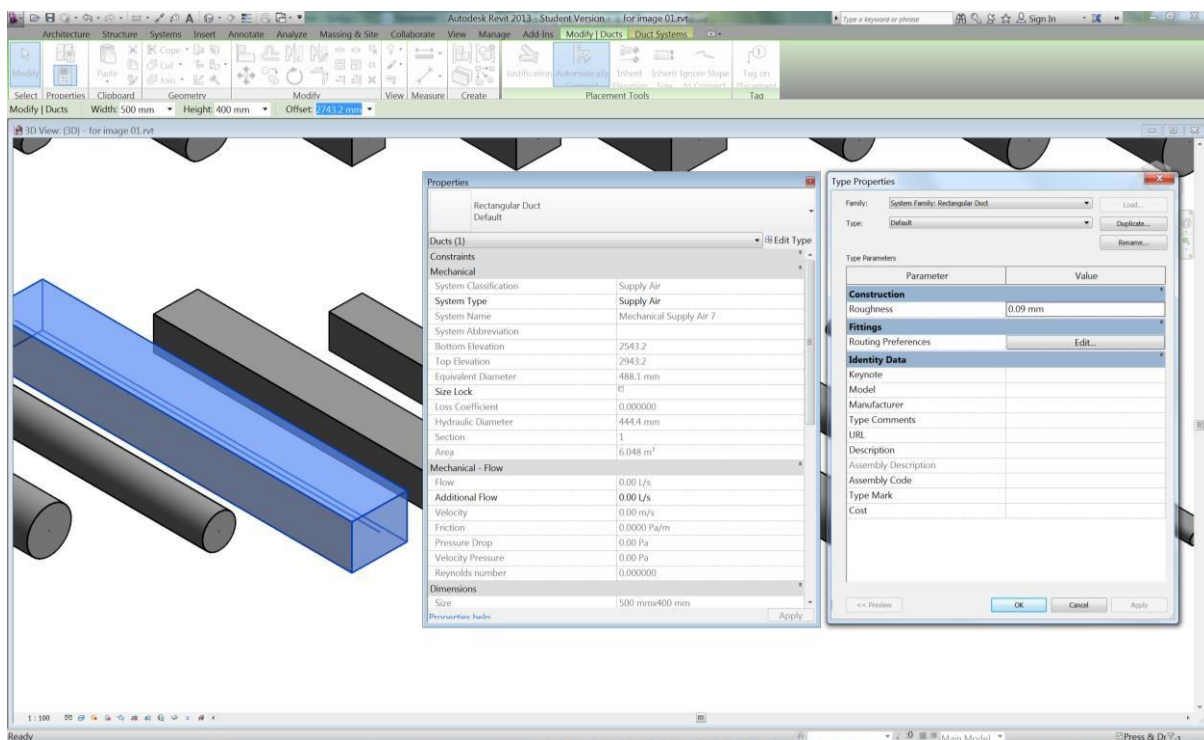 Autodesk Revit 2013 - Student Version - for image 01.rvt
Type a keyword or phrase
Sign In
Architecture Structure Systems Insert Annotate Analyze Massing & Site Collaborate View Manage Add-Ins Modify | Ducts Duct Systems
Modify
Paste
Cope
Cut
Join
Justification Automatically Connect Inherit Elevation Inherit Size Ignore Slope to Connect Tag on Placement
Select Properties Clipboard Geometry Modify View Measure Create Placement Tools Tag
Modify | Ducts Width: 500 mm Height: 400 mm Offset: 2743.2 mm
3D View: {3D} - for image 01.rvt
Properties
Rectangular Duct
Default
Ducts (1) Edit Type
Constraints
Mechanical
System Classification Supply Air
System Type Supply Air
System Name Mechanical Supply Air 7
System Abbreviation
Bottom Elevation 2543.2
Top Elevation 2943.2
Equivalent Diameter 488.1 mm
Size Lock
Loss Coefficient 0.000000
Hydraulic Diameter 444.4 mm
Section 1
Area 6.048 m²
Mechanical - Flow
Flow 0.00 L/s
Additional Flow 0.00 L/s
Velocity 0.00 m/s
Friction 0.0000 Pa/m
Pressure Drop 0.00 Pa
Velocity Pressure 0.00 Pa
Reynolds number 0.000000
Dimensions
Size 500 mmx400 mm
Properties help Apply
Type Properties
Family: System Family: Rectangular Duct Load...
Type: Default Duplicate...
Rename...
Type Parameters
Parameter Value
Construction
Roughness 0.09 mm
Fittings
Routing Preferences Edit...
Identity Data
Keynote
Model
Manufacturer
Type Comments
URL
Description
Assembly Description
Assembly Code
Type Mark
Cost
<< Preview OK Cancel Apply
1 : 100
Ready
:0 Main Model Press & Dr